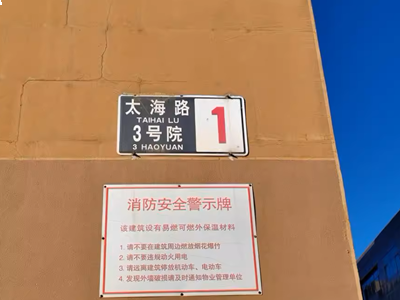 太海路
TAIHAI LU
3号院
3 HAOYUAN
1
消防安全警示牌
该建筑设有易燃可燃外保温材料
1. 请不要在建筑周边燃放烟花爆竹
2. 请不要违规动火用电
3. 请远离建筑停放机动车、电动车
4. 发现外墙破损请及时通知物业管理单位